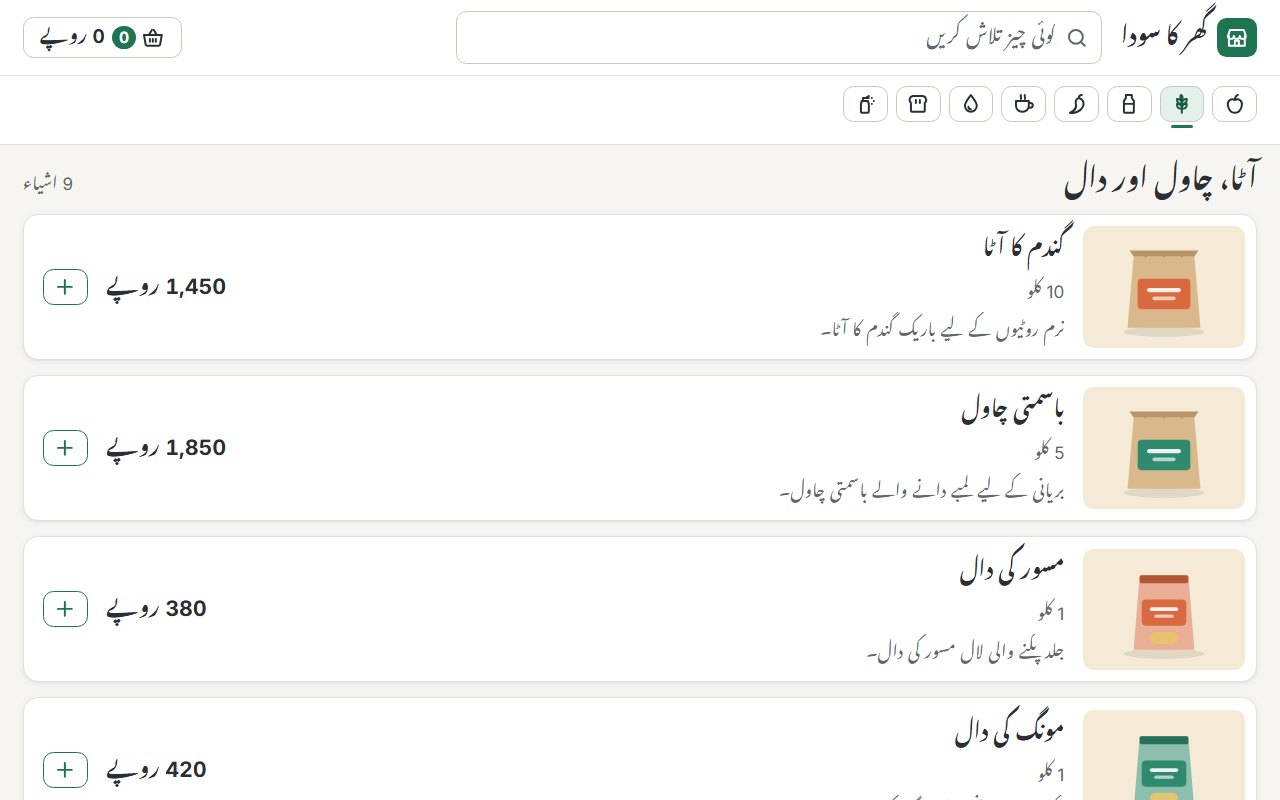 گھر کا سودا
کوئی چیز تلاش کریں
0 0 روپے
آٹا، چاول اور دال
9 اشیاء
گندم کا آٹا
10 کلو
نرم روٹیوں کے لیے باریک گندم کا آٹا۔
1,450 روپے
باسمتی چاول
5 کلو
بریانی کے لیے لمبے دانے والے باسمتی چاول۔
1,850 روپے
مسور کی دال
1 کلو
جلد پکنے والی لال مسور کی دال۔
380 روپے
مونگ کی دال
1 کلو
420 روپے